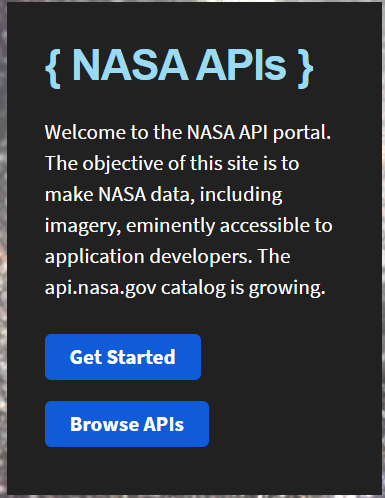 { NASA APIs }
Welcome to the NASA API portal.
The objective of this site is to
make NASA data, including
imagery, eminently accessible to
application developers. The
api.nasa.gov catalog is growing.
Get Started
Browse APIs